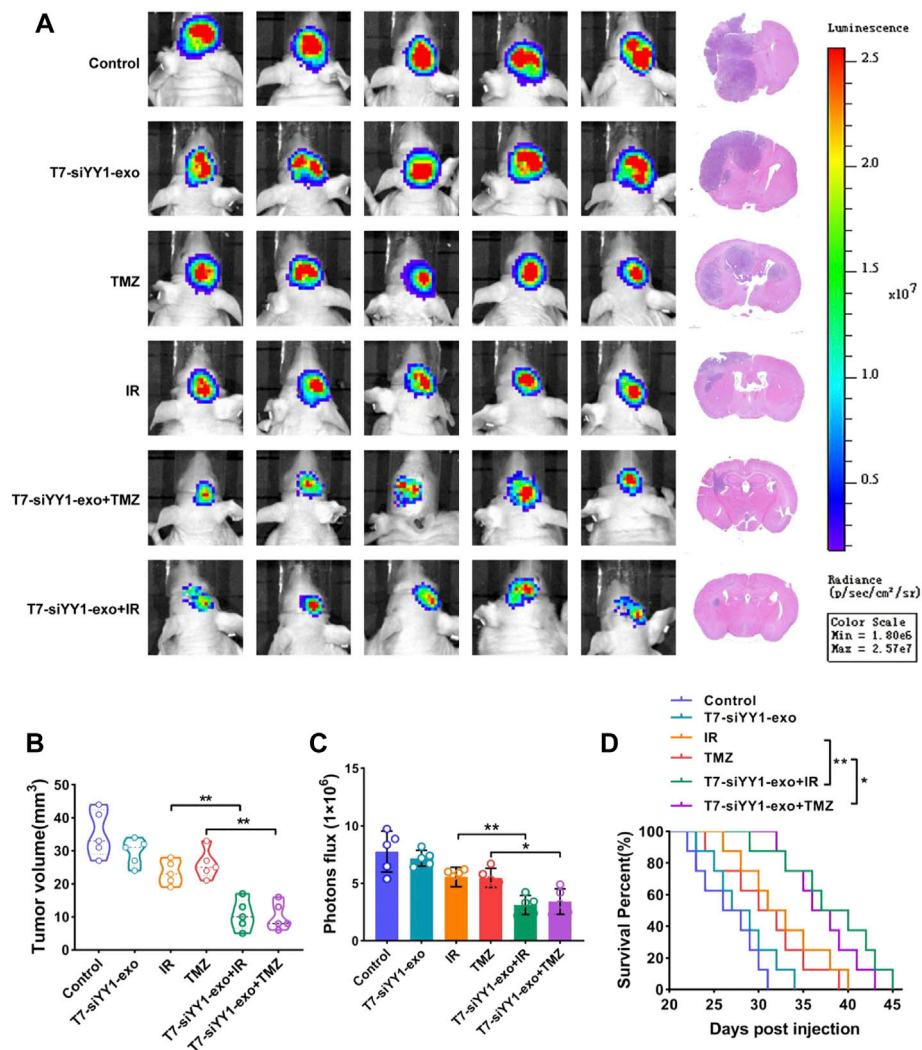 A
Control
T7-siYY1-exo
TMZ
IR
T7-siYY1-exo+TMZ
T7-siYY1-exo+IR
Luminescence
2.5
2.0
1.5
x10⁷
1.0
0.5
Radiance
(p/sec/cm²/sr)
Color Scale
Min = 1.80e6
Max = 2.57e7
B
Tumor volume(mm³)
50
40
30
20
10
0
**
**
Control
T7-siYY1-exo
IR
TMZ
T7-siYY1-exo+IR
T7-siYY1-exo+TMZ
C
Photons flux (1×10⁶)
15
10
5
0
**
*
Control
T7-siYY1-exo
IR
TMZ
T7-siYY1-exo+IR
T7-siYY1-exo+TMZ
D
Control
T7-siYY1-exo
IR
TMZ
T7-siYY1-exo+IR
T7-siYY1-exo+TMZ
**
*
Survival Percent(%)
100
75
50
25
0
20 25 30 35 40 45
Days post injection